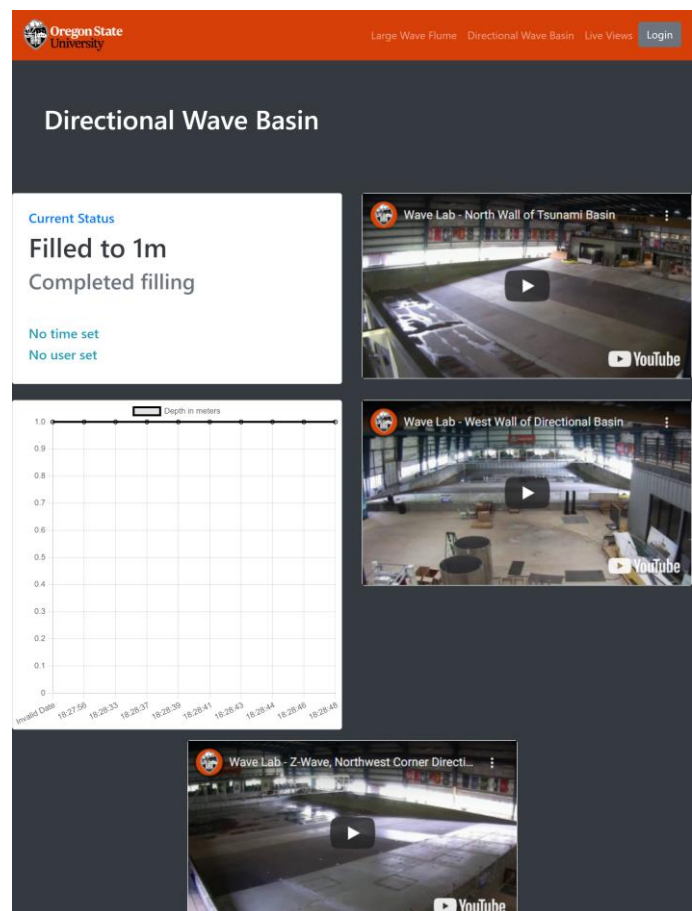 Oregon State
University
Large Wave Flume Directional Wave Basin Live Views Login
Directional Wave Basin
Current Status
Filled to 1m
Completed filling
No time set
No user set
Wave Lab - North Wall of Tsunami Basin
YouTube
Depth in meters
1.0
0.9
0.8
0.7
0.6
0.5
0.4
0.3
0.2
0.1
0
Invalid Date 18:27:56 18:28:33 18:28:37 18:28:39 18:28:41 18:28:43 18:28:44 18:28:46 18:28:48
Wave Lab - West Wall of Directional Basin
DEMAG
YouTube
Wave Lab - Z-Wave, Northwest Corner Directi...
YouTube